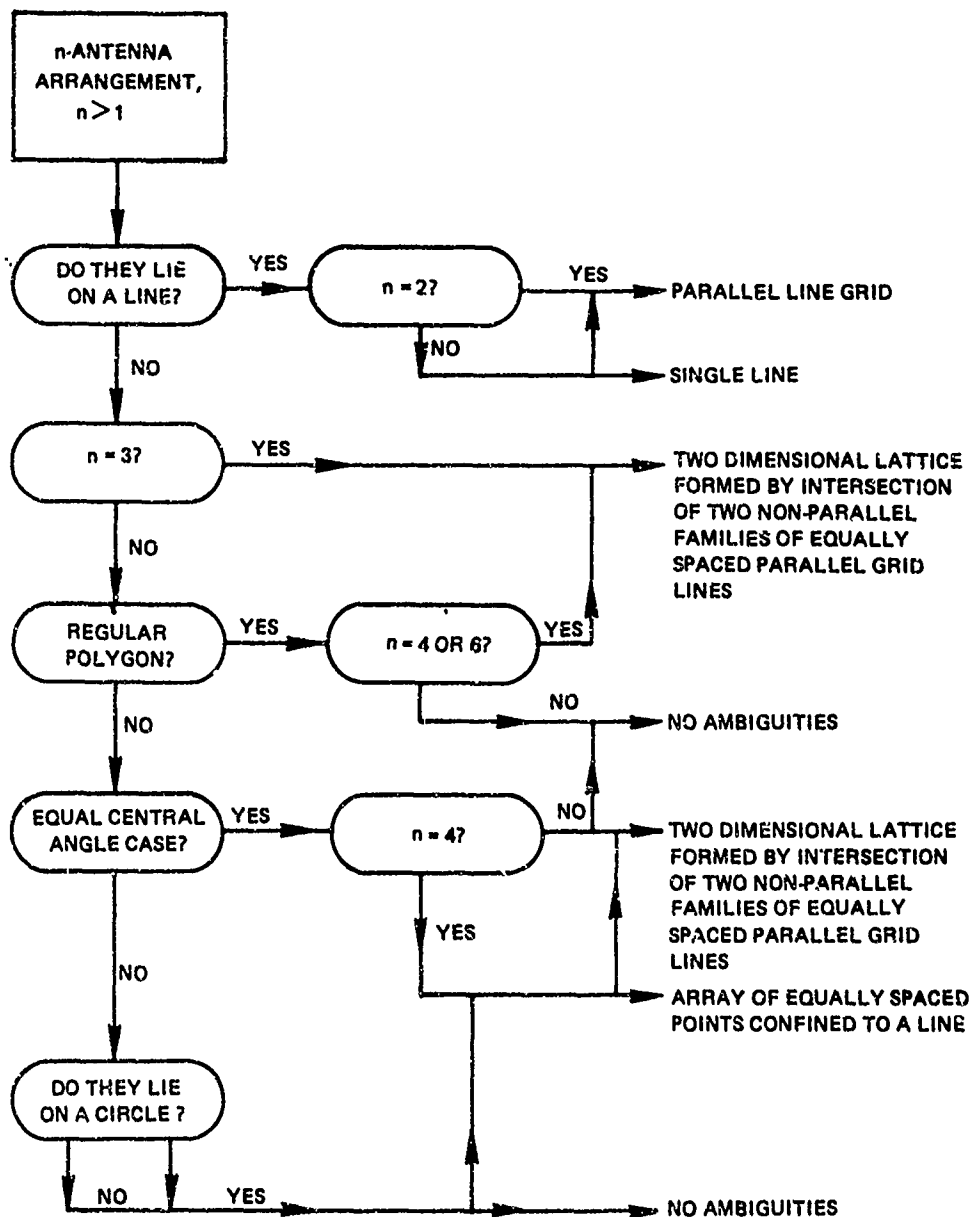 n-ANTENNA
ARRANGEMENT,
n > 1
DO THEY LIE
ON A LINE?
YES
n = 2?
YES
PARALLEL LINE GRID
NO
SINGLE LINE
NO
n = 3?
YES
TWO DIMENSIONAL LATTICE
FORMED BY INTERSECTION
OF TWO NON-PARALLEL
FAMILIES OF EQUALLY
SPACED PARALLEL GRID
LINES
NO
REGULAR
POLYGON?
YES
n = 4 OR 6?
YES
NO
NO AMBIGUITIES
NO
EQUAL CENTRAL
ANGLE CASE?
YES
n = 4?
NO
TWO DIMENSIONAL LATTICE
FORMED BY INTERSECTION
OF TWO NON-PARALLEL
FAMILIES OF EQUALLY
SPACED PARALLEL GRID
LINES
YES
ARRAY OF EQUALLY SPACED
POINTS CONFINED TO A LINE
NO
DO THEY LIE
ON A CIRCLE ?
NO
YES
NO AMBIGUITIES